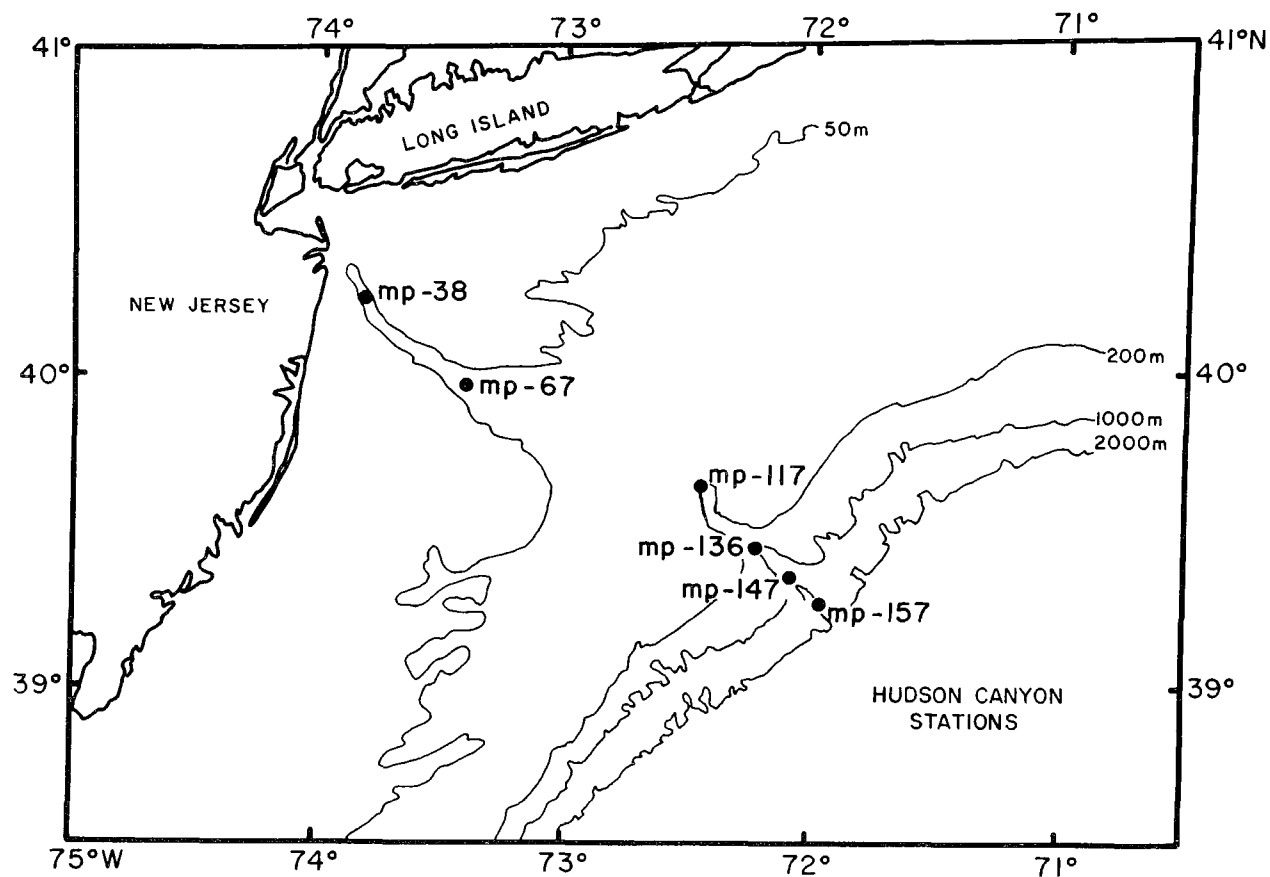 74° 73° 72° 71°
41° 41°N
LONG ISLAND
50m
NEW JERSEY
mp-38
40° 40°
200m
mp-67
1000m
2000m
mp-117
mp-136
mp-147
mp-157
39° 39°
HUDSON CANYON
STATIONS
75°W 74° 73° 72° 71°